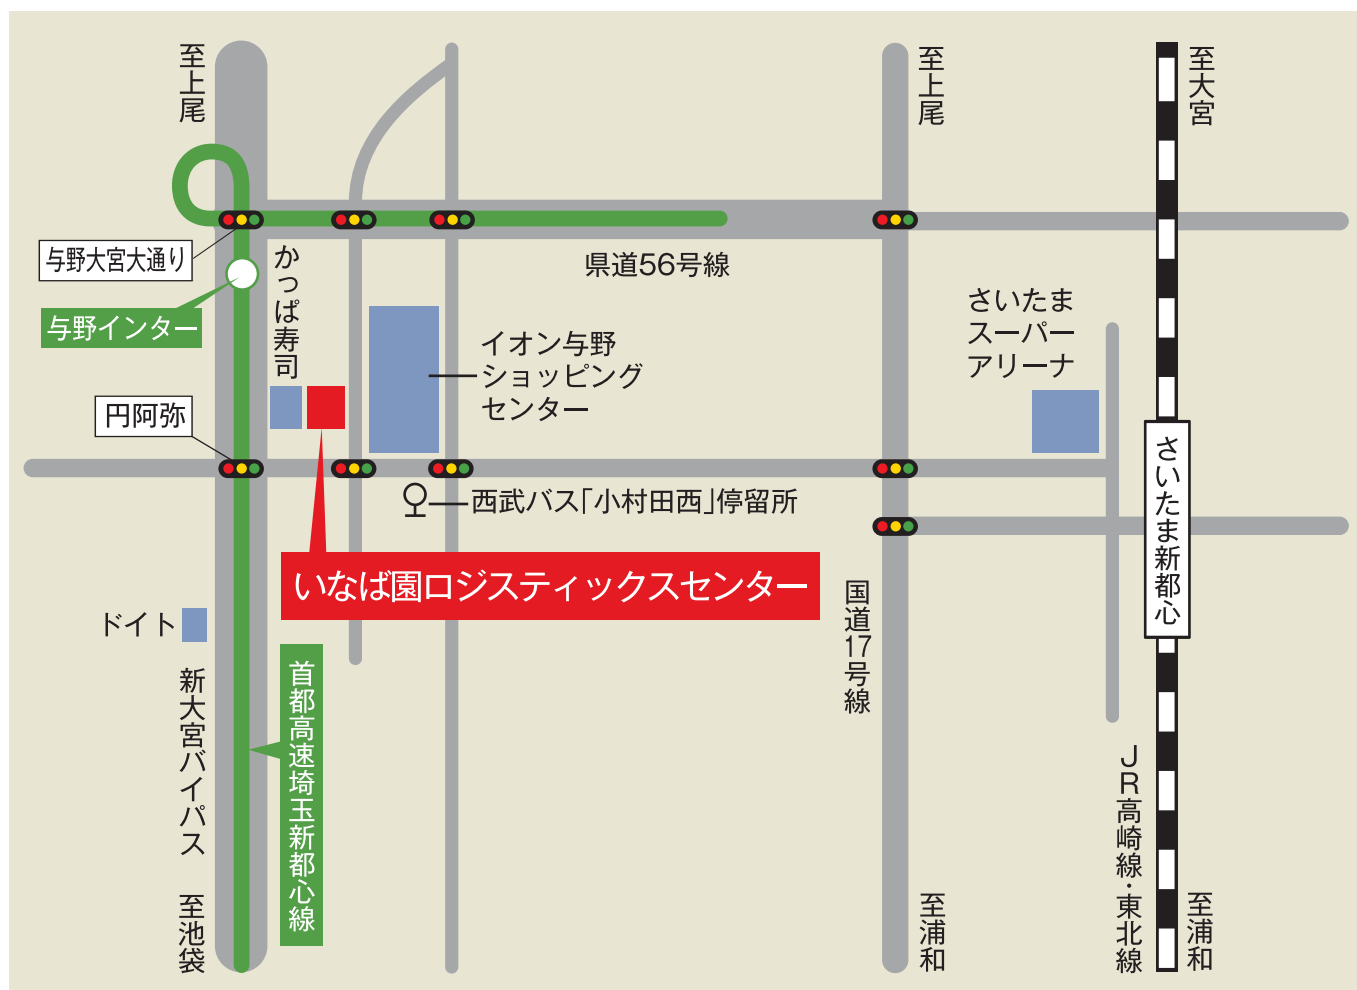 至上尾
至上尾
至大宮
与野大宮大通り
かっぱ寿司
県道56号線
与野インター
さいたま
スーパー
アリーナ
イオン与野
ショッピング
センター
円阿弥
さいたま新都心
西武バス「小村田西」停留所
いなば園ロジスティックスセンター
国道17号線
ドイト
新大宮バイパス
首都高速埼玉新都心線
JR高崎線・東北線
至池袋
至浦和
至浦和